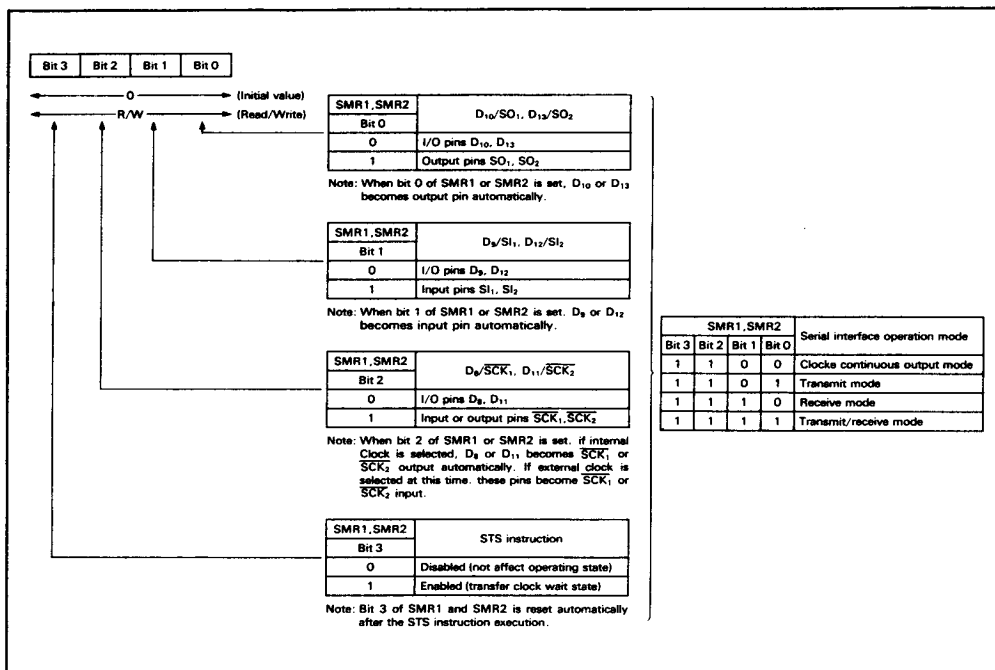 Bit 3 Bit 2 Bit 1 Bit 0
0 (Initial value)
R/W (Read/Write)
SMR1,SMR2 D₁₀/SO₁, D₁₃/SO₂
Bit 0
0 I/O pins D₁₀, D₁₃
1 Output pins SO₁, SO₂
Note: When bit 0 of SMR1 or SMR2 is set, D₁₀ or D₁₃
becomes output pin automatically.
SMR1,SMR2 D₉/SI₁, D₁₂/SI₂
Bit 1
0 I/O pins D₉, D₁₂
1 Input pins SI₁, SI₂
Note: When bit 1 of SMR1 or SMR2 is set. D₉ or D₁₂
becomes input pin automatically.
SMR1,SMR2 D₈/S̅C̅K̅₁, D₁₁/S̅C̅K̅₂
Bit 2
0 I/O pins D₈, D₁₁
1 Input or output pins S̅C̅K̅₁,S̅C̅K̅₂
Note: When bit 2 of SMR1 or SMR2 is set. if internal
Clock is selected, D₈ or D₁₁ becomes S̅C̅K̅₁ or
S̅C̅K̅₂ output automatically. If external clock is
selected at this time. these pins become S̅C̅K̅₁ or
S̅C̅K̅₂ input.
SMR1,SMR2 STS instruction
Bit 3
0 Disabled (not affect operating state)
1 Enabled (transfer clock wait state)
Note: Bit 3 of SMR1 and SMR2 is reset automatically
after the STS instruction execution.
SMR1,SMR2 Serial interface operation mode
Bit 3 Bit 2 Bit 1 Bit 0
1 1 0 0 Clocke continuous output mode
1 1 0 1 Transmit mode
1 1 1 0 Receive mode
1 1 1 1 Transmit/receive mode